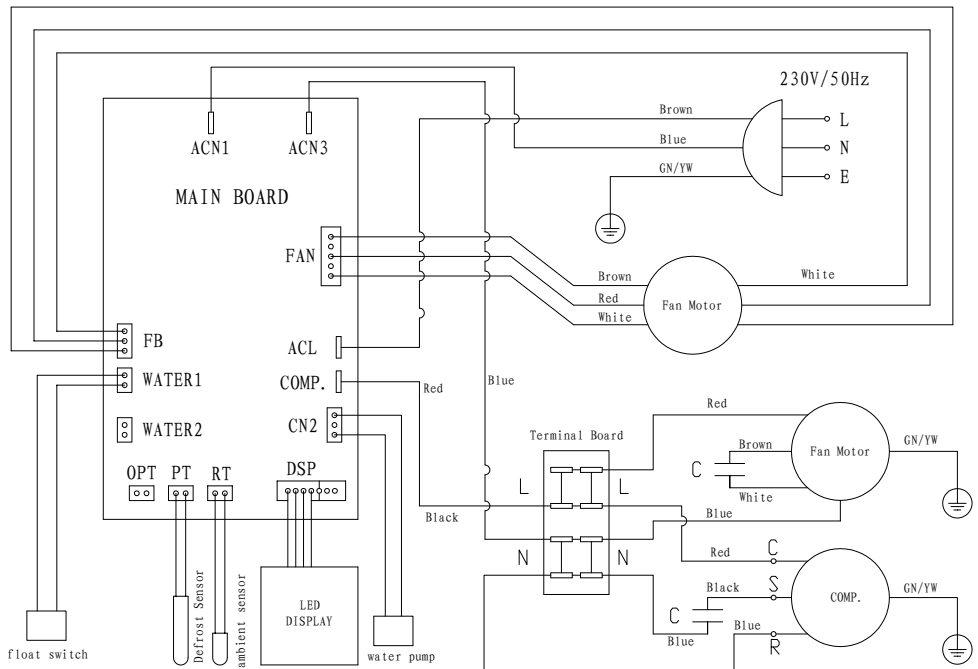 230V/50Hz
Brown
L
ACN1
ACN3
Blue
N
GN/YW
E
MAIN BOARD
FAN
Brown
White
Red
Fan Motor
White
FB
ACL
WATER1
COMP.
Red
Blue
WATER2
CN2
Red
Terminal Board
Brown
Fan Motor
GN/YW
C
OPT
PT
RT
DSP
L
L
White
Black
Blue
N
N
Red
C
Black
S
COMP.
GN/YW
C
Blue
Blue
R
LED
DISPLAY
Defrost Sensor
ambient sensor
float switch
water pump